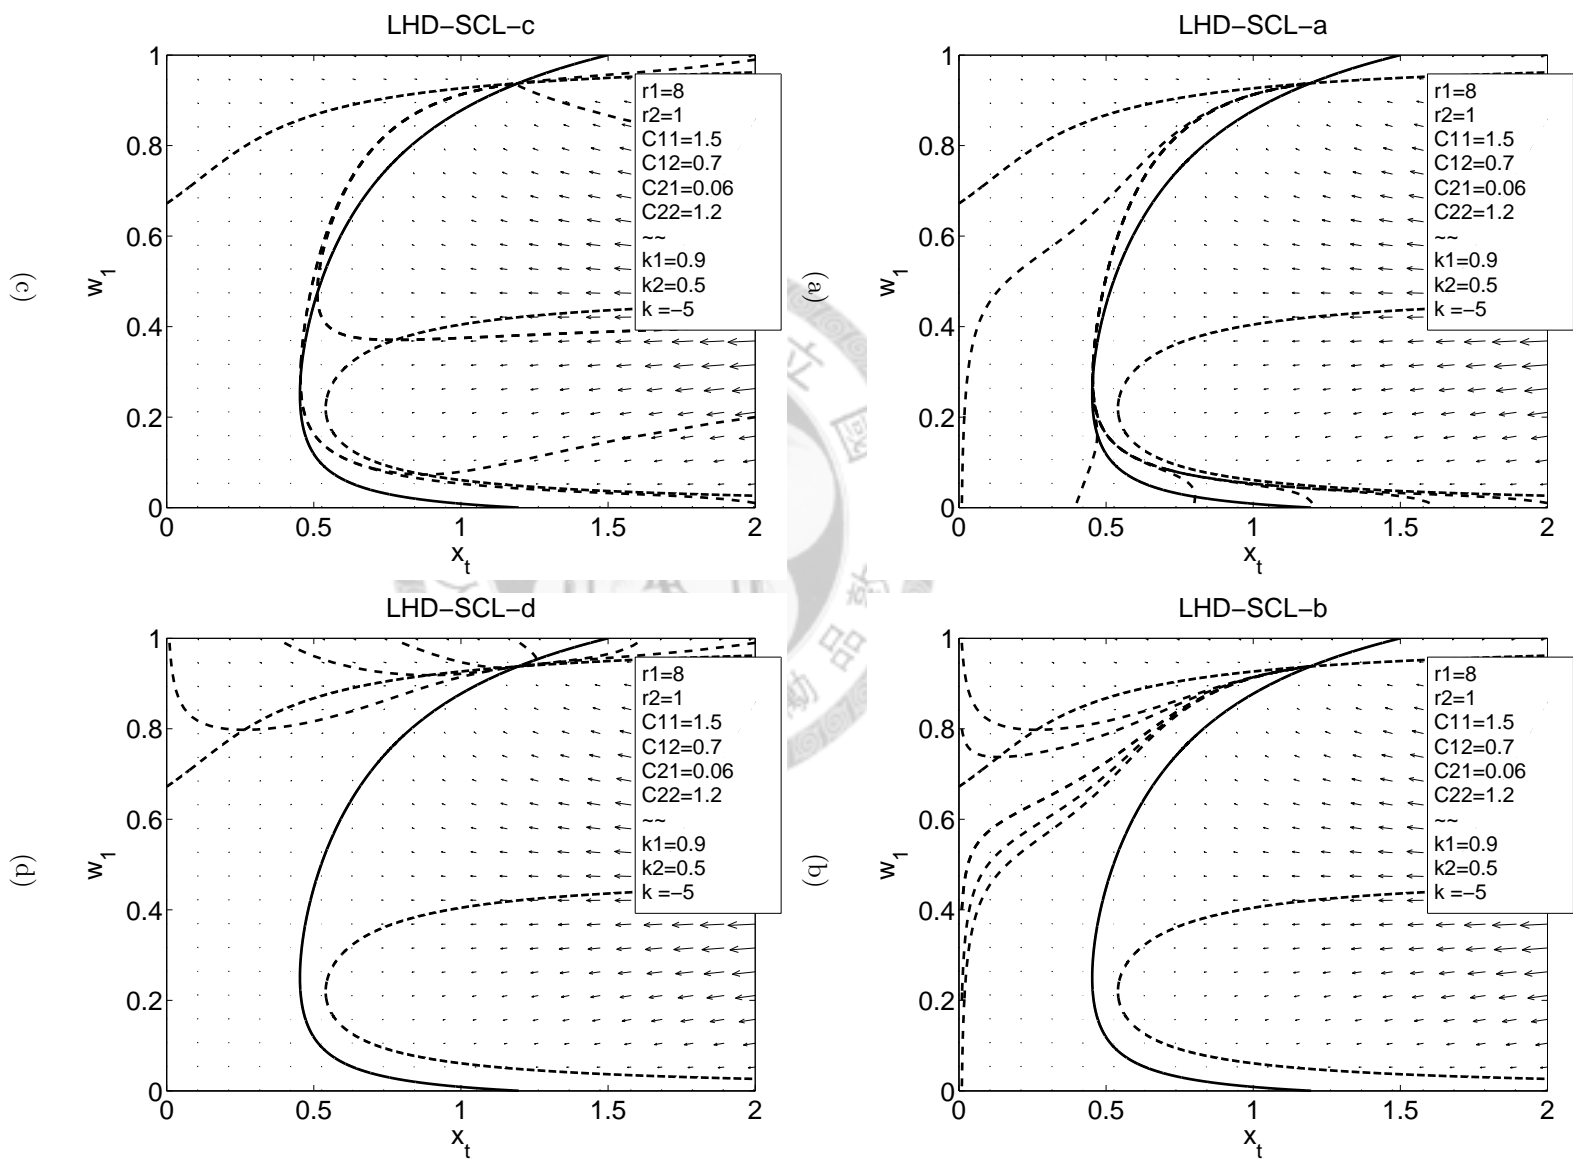 LHD−SCL−c
r1=8
r2=1
C11=1.5
C12=0.7
C21=0.06
C22=1.2
~~
k1=0.9
k2=0.5
k =−5
1
0.8
0.6
0.4
0.2
0
0 0.5 1 1.5 2
w1
xt
(c)
LHD−SCL−a
r1=8
r2=1
C11=1.5
C12=0.7
C21=0.06
C22=1.2
~~
k1=0.9
k2=0.5
k =−5
1
0.8
0.6
0.4
0.2
0
0 0.5 1 1.5 2
w1
xt
(a)
LHD−SCL−d
r1=8
r2=1
C11=1.5
C12=0.7
C21=0.06
C22=1.2
~~
k1=0.9
k2=0.5
k =−5
1
0.8
0.6
0.4
0.2
0
0 0.5 1 1.5 2
w1
xt
(d)
LHD−SCL−b
r1=8
r2=1
C11=1.5
C12=0.7
C21=0.06
C22=1.2
~~
k1=0.9
k2=0.5
k =−5
1
0.8
0.6
0.4
0.2
0
0 0.5 1 1.5 2
w1
xt
(b)
立
國
品